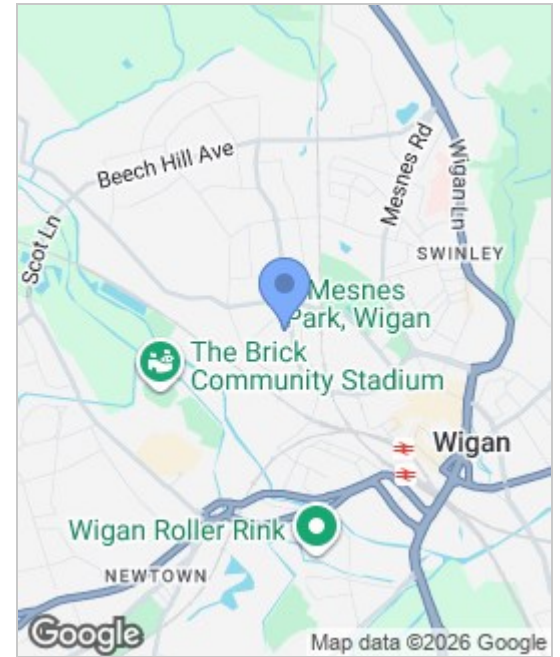 Beech Hill Ave
Mesnes Rd
Wigan Ln
Scot Ln
SWINLEY
Mesnes
Park, Wigan
The Brick
Community Stadium
Wigan
Wigan Roller Rink
NEWTOWN
Google
Map data ©2026 Google